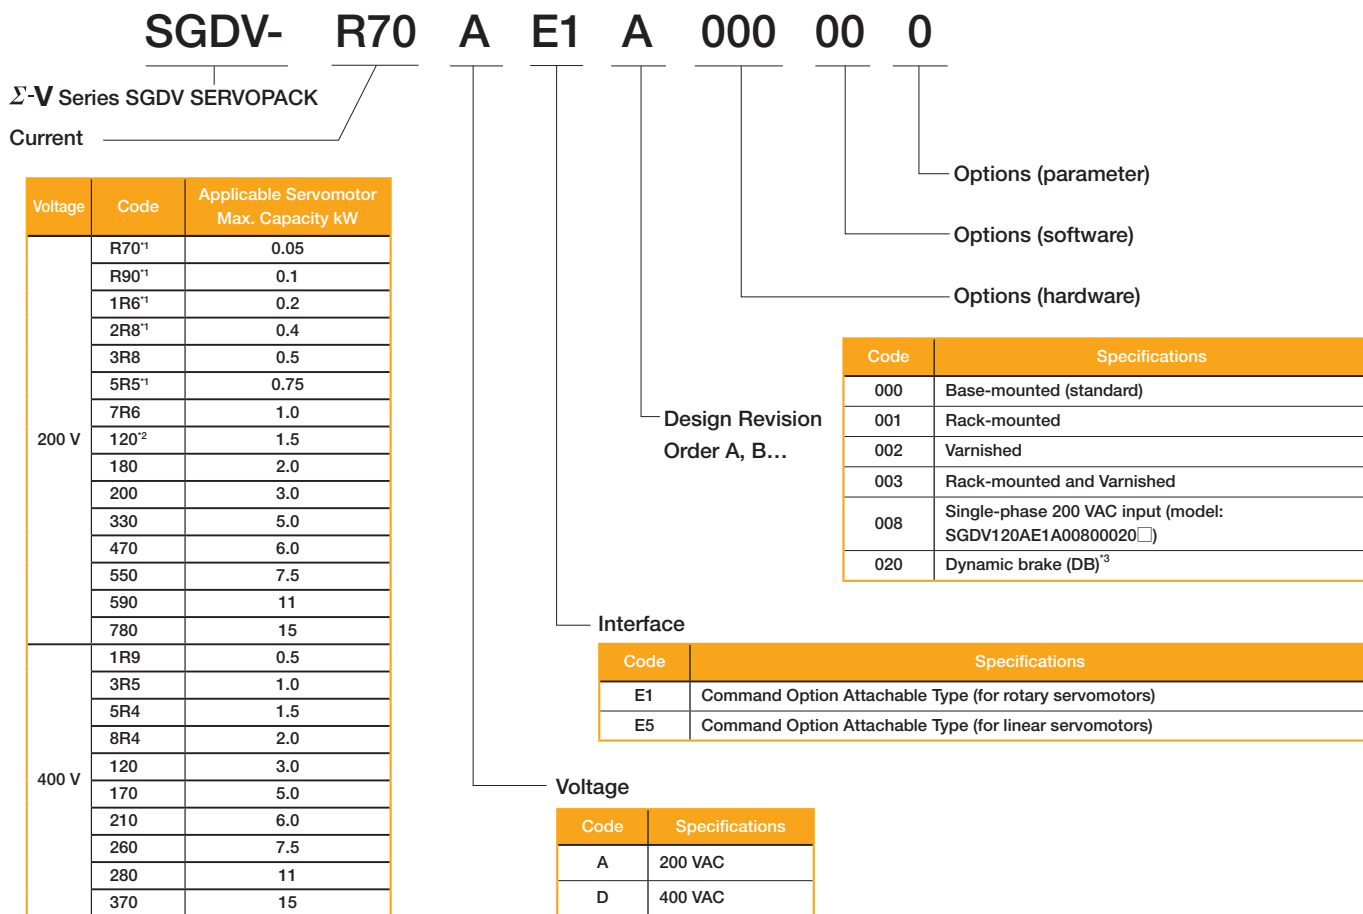 SGDV- R70 A E1 A 000 00 0
Σ-V Series SGDV SERVOPACK
Current
Voltage Code Applicable Servomotor Max. Capacity kW
200 V
R70*1 0.05
R90*1 0.1
1R6*1 0.2
2R8*1 0.4
3R8 0.5
5R5*1 0.75
7R6 1.0
120*2 1.5
180 2.0
200 3.0
330 5.0
470 6.0
550 7.5
590 11
780 15
400 V
1R9 0.5
3R5 1.0
5R4 1.5
8R4 2.0
120 3.0
170 5.0
210 6.0
260 7.5
280 11
370 15
Options (parameter)
Options (software)
Options (hardware)
Code Specifications
000 Base-mounted (standard)
001 Rack-mounted
002 Varnished
003 Rack-mounted and Varnished
008 Single-phase 200 VAC input (model:
SGDV120AE1A00800020□)
020 Dynamic brake (DB)*3
Design Revision
Order A, B…
Interface
Code Specifications
E1 Command Option Attachable Type (for rotary servomotors)
E5 Command Option Attachable Type (for linear servomotors)
Voltage
Code Specifications
A 200 VAC
D 400 VAC